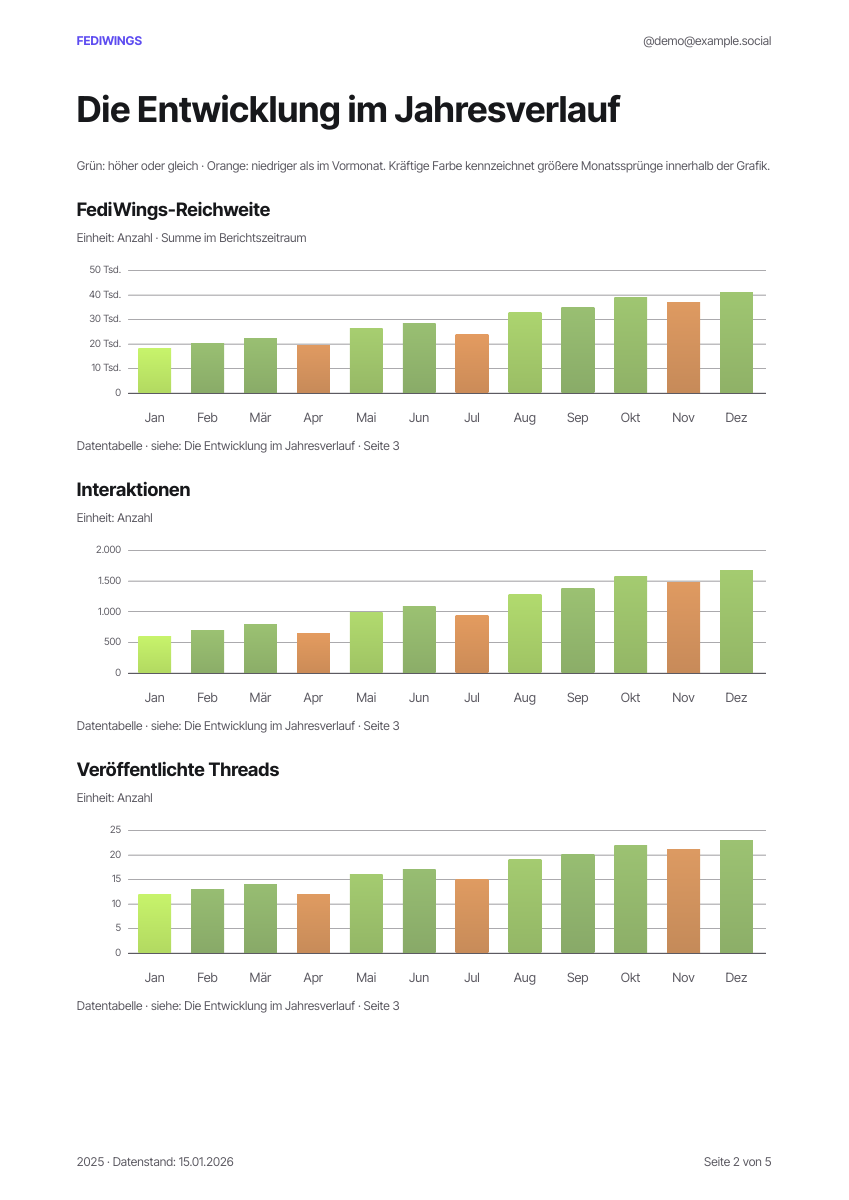 FEDIWINGS
@demo@example.social
Die Entwicklung im Jahresverlauf
Grün: höher oder gleich · Orange: niedriger als im Vormonat. Kräftige Farbe kennzeichnet größere Monatssprünge innerhalb der Grafik.
FediWings-Reichweite
Einheit: Anzahl · Summe im Berichtszeitraum
50 Tsd.
40 Tsd.
30 Tsd.
20 Tsd.
10 Tsd.
0
Jan Feb Mär Apr Mai Jun Jul Aug Sep Okt Nov Dez
Datentabelle · siehe: Die Entwicklung im Jahresverlauf · Seite 3
Interaktionen
Einheit: Anzahl
2.000
1.500
1.000
500
0
Jan Feb Mär Apr Mai Jun Jul Aug Sep Okt Nov Dez
Datentabelle · siehe: Die Entwicklung im Jahresverlauf · Seite 3
Veröffentlichte Threads
Einheit: Anzahl
25
20
15
10
5
0
Jan Feb Mär Apr Mai Jun Jul Aug Sep Okt Nov Dez
Datentabelle · siehe: Die Entwicklung im Jahresverlauf · Seite 3
2025 · Datenstand: 15.01.2026
Seite 2 von 5